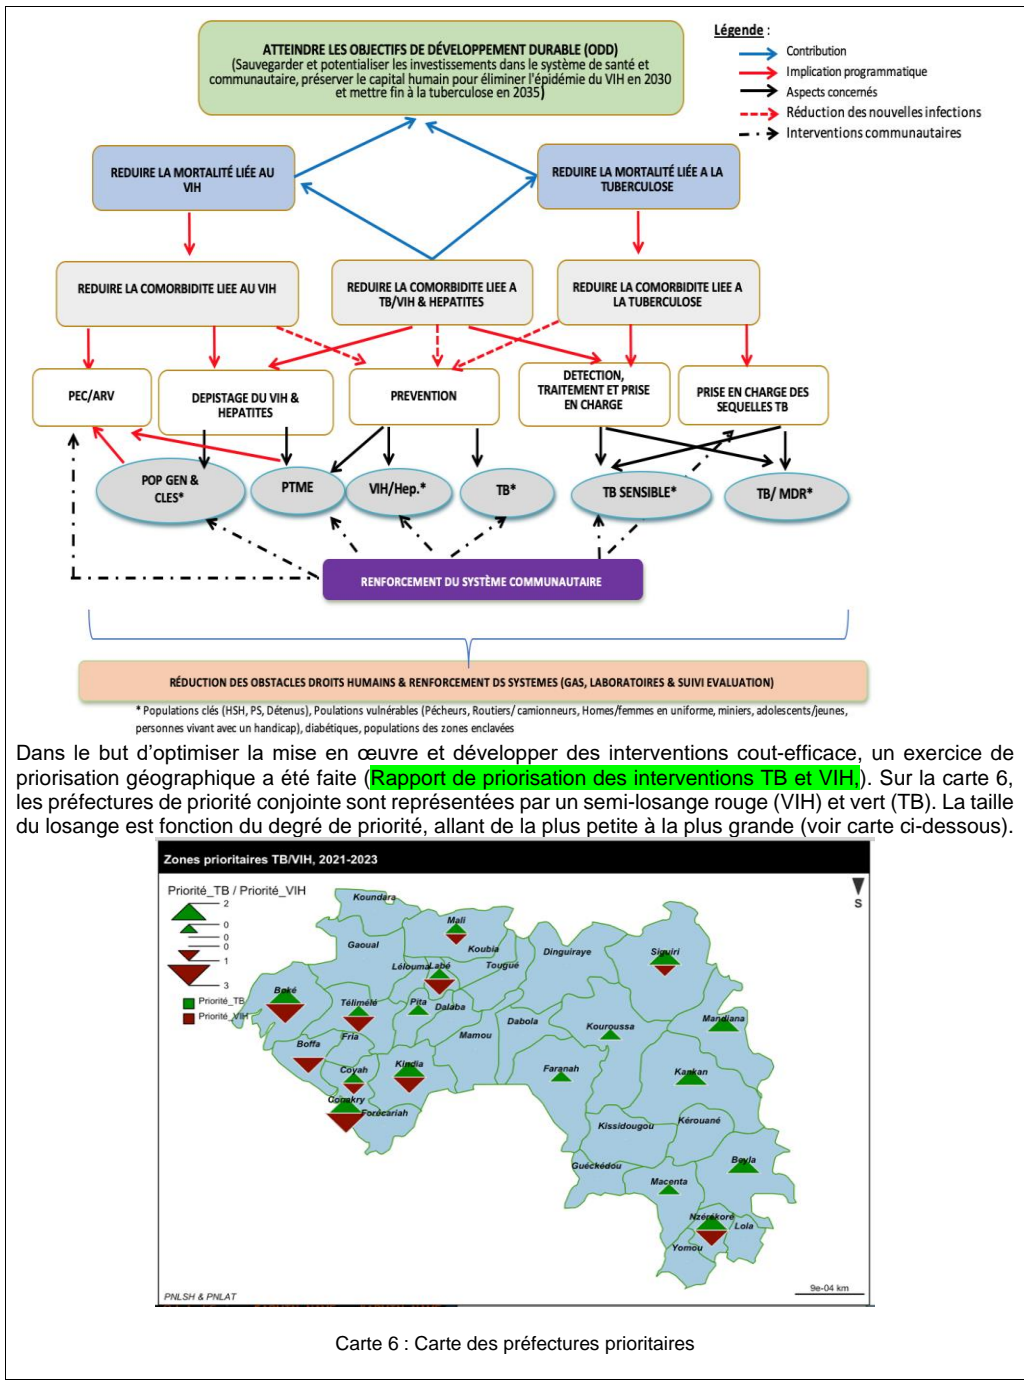 Légende :
Contribution
Implication programmatique
Aspects concernés
Réduction des nouvelles infections
Interventions communautaires
ATTEINDRE LES OBJECTIFS DE DÉVELOPPEMENT DURABLE (ODD)
(Sauvegarder et potentialiser les investissements dans le système de santé et
communautaire, préserver le capital humain pour éliminer l'épidémie du VIH en 2030
et mettre fin à la tuberculose en 2035)
REDUIRE LA MORTALITÉ LIÉE AU
VIH
REDUIRE LA MORTALITÉ LIÉE A LA
TUBERCULOSE
REDUIRE LA COMORBIDITE LIEE AU VIH
REDUIRE LA COMORBIDITE LIEE A
TB/VIH & HEPATITES
REDUIRE LA COMORBIDITE LIEE A
LA TUBERCULOSE
PEC/ARV
DEPISTAGE DU VIH &
HEPATITES
PREVENTION
DETECTION,
TRAITEMENT ET PRISE
EN CHARGE
PRISE EN CHARGE DES
SEQUELLES TB
POP GEN &
CLES*
PTME
VIH/Hep.*
TB*
TB SENSIBLE*
TB/ MDR*
RENFORCEMENT DU SYSTÈME COMMUNAUTAIRE
RÉDUCTION DES OBSTACLES DROITS HUMAINS & RENFORCEMENT DS SYSTEMES (GAS, LABORATOIRES & SUIVI EVALUATION)
* Populations clés (HSH, PS, Détenus), Poulations vulnérables (Pécheurs, Routiers/ camionneurs, Homes/femmes en uniforme, miniers, adolescents/jeunes,
personnes vivant avec un handicap), diabétiques, populations des zones enclavées
Dans le but d'optimiser la mise en œuvre et développer des interventions cout-efficace, un exercice de
priorisation géographique a été faite (Rapport de priorisation des interventions TB et VIH,). Sur la carte 6,
les préfectures de priorité conjointe sont représentées par un semi-losange rouge (VIH) et vert (TB). La taille
du losange est fonction du degré de priorité, allant de la plus petite à la plus grande (voir carte ci-dessous).
Zones prioritaires TB/VIH, 2021-2023
Priorité_TB / Priorité_VIH
2
0
0
1
3
Priorité_TB
Priorité_VIH
S
Koundara
Mali
Gaoual
Koubia
Dinguiraye
Siguiri
Lélouma
Labé
Tougué
Boké
Télimélé
Pita
Dalaba
Dabola
Kouroussa
Mandiana
Fria
Mamou
Boffa
Coyah
Kindia
Faranah
Kankan
Conakry
Forécariah
Kissidougou
Kérouané
Guéckédou
Beyla
Macenta
Nzérékoré
Lola
Yomou
9e-04 km
PNLSH & PNLAT
Carte 6 : Carte des préfectures prioritaires